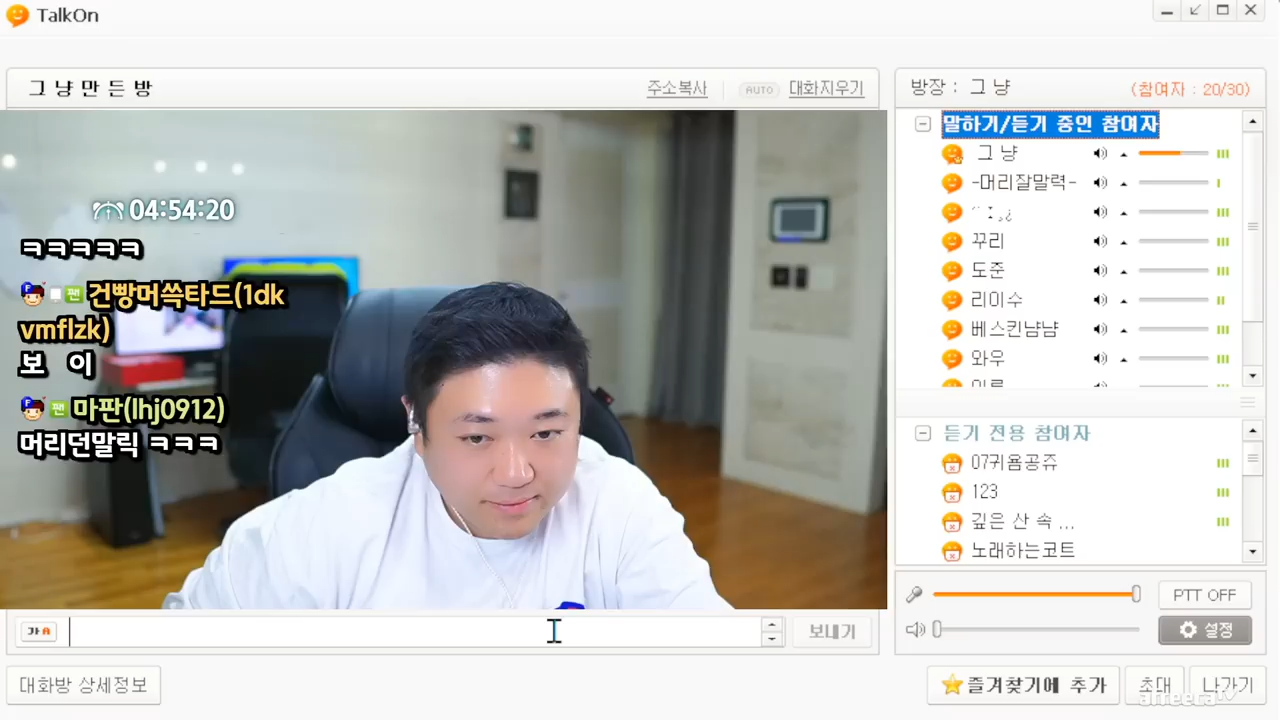 TalkOn
그냥만든방
주소복사
AUTO
대화지우기
방장 : 그냥
(참여자 : 20/30)
04:54:20
ㅋㅋㅋㅋㅋ
F 팬 건빵머쓱타드(1dk
vmflzk)
보 이
F 팬 마판(lhj0912)
머리던말릭 ㅋㅋㅋ
말하기/듣기 중인 참여자
그냥
-머리잘말력-
꾸리
도준
리이수
베스킨냠냠
와우
듣기 전용 참여자
07귀욤공쥬
123
깊은 산 속 ...
노래하는코트
가A
보내기
PTT OFF
설정
대화방 상세정보
즐겨찾기에 추가
초대
나가기
afreecaTV